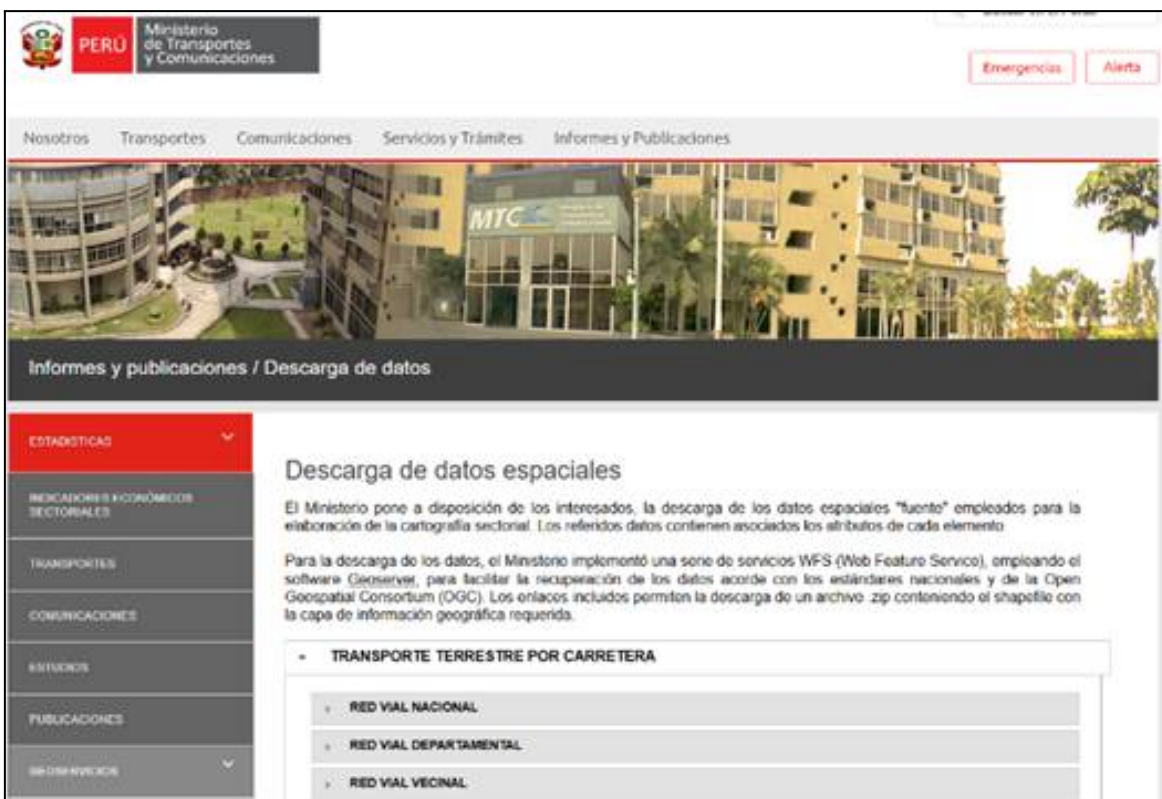 PERÚ
Ministerio
de Transportes
y Comunicaciones
Emergencias
Alerta
Nosotros Transportes Comunicaciones Servicios y Trámites Informes y Publicaciones
MTC
Informes y publicaciones / Descarga de datos
ESTADISTICAS
INDICADORES ECONÓMICOS
SECTORIALES
TRANSPORTES
COMUNICACIONES
ESTUDIOS
PUBLICACIONES
GEOSERVICIOS
Descarga de datos espaciales
El Ministerio pone a disposición de los interesados, la descarga de los datos espaciales "fuente" empleados para la
elaboración de la cartografía sectorial. Los referidos datos contienen asociados los atributos de cada elemento
Para la descarga de los datos, el Ministerio implementó una serie de servicios WFS (Web Feature Service), empleando el
software Geoserver, para facilitar la recuperación de los datos acorde con los estándares nacionales y de la Open
Geospatial Consortium (OGC). Los enlaces incluidos permiten la descarga de un archivo .zip conteniendo el shapefile con
la capa de información geográfica requerida.
TRANSPORTE TERRESTRE POR CARRETERA
RED VIAL NACIONAL
RED VIAL DEPARTAMENTAL
RED VIAL VECINAL